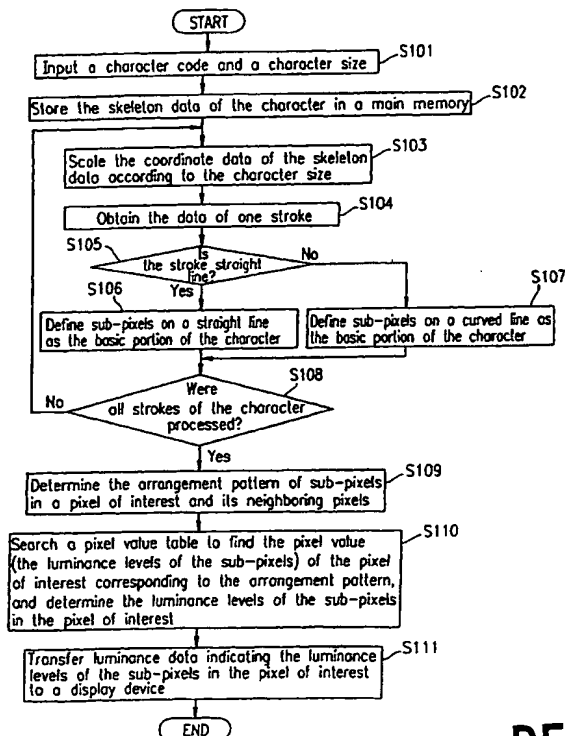 START
S101
Input a character code and a character size
S102
Store the skeleton data of the character in a main memory
S103
Scale the coordinate data of the skeleton
data according to the character size
S104
Obtain the data of one stroke
S105
Is
the stroke straight
line?
No
Yes
S106
Define sub-pixels on a straight line
as the basic portion of the character
S107
Define sub-pixels on a curved line as
the basic portion of the character
S108
Were
all strokes of the character
processed?
No
Yes
S109
Determine the arrangement pattern of sub-pixels
in a pixel of interest and its neighboring pixels
S110
Search a pixel value table to find the pixel value
(the luminance levels of the sub-pixels) of the pixel
of interest corresponding to the arrangement pattern,
and determine the luminance levels of the sub-pixels
in the pixel of interest
S111
Transfer luminance data indicating the luminance
levels of the sub-pixels in the pixel of interest
to a display device
END